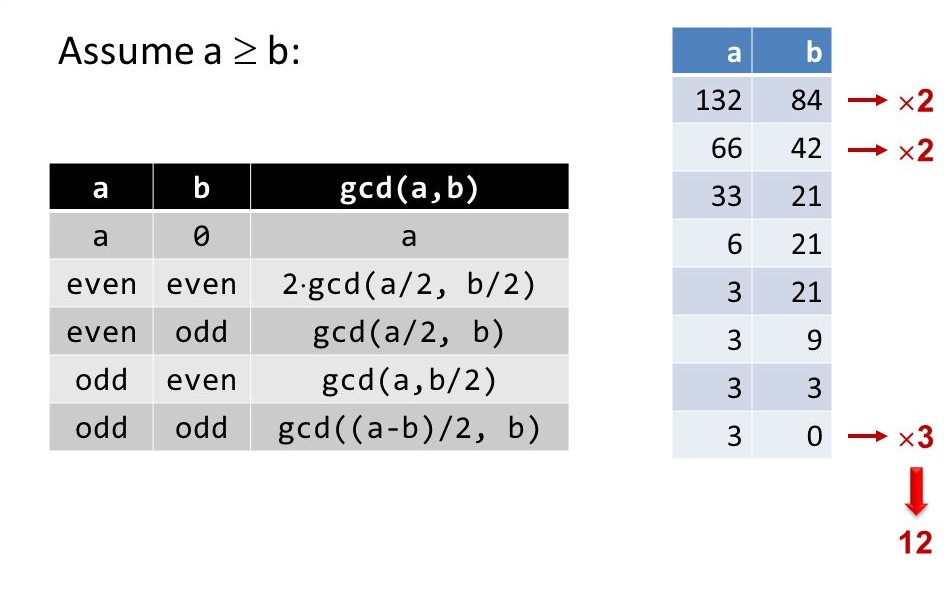 Assume a ≥ b:
a b gcd(a,b)
a 0 a
even even 2·gcd(a/2, b/2)
even odd gcd(a/2, b)
odd even gcd(a,b/2)
odd odd gcd((a-b)/2, b)
a b
132 84 → ×2
66 42 → ×2
33 21
6 21
3 21
3 9
3 3
3 0 → ×3
12